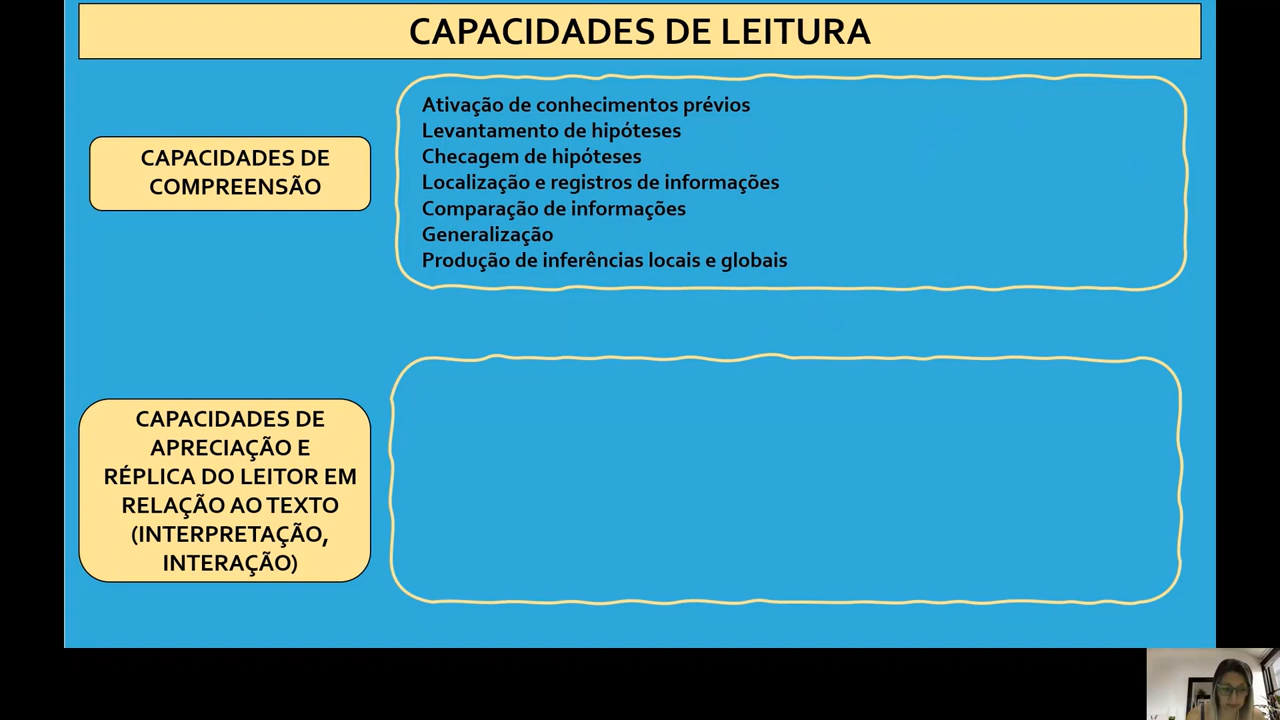 CAPACIDADES DE LEITURA
CAPACIDADES DE
COMPREENSÃO
Ativação de conhecimentos prévios
Levantamento de hipóteses
Checagem de hipóteses
Localização e registros de informações
Comparação de informações
Generalização
Produção de inferências locais e globais
CAPACIDADES DE
APRECIAÇÃO E
RÉPLICA DO LEITOR EM
RELAÇÃO AO TEXTO
(INTERPRETAÇÃO,
INTERAÇÃO)